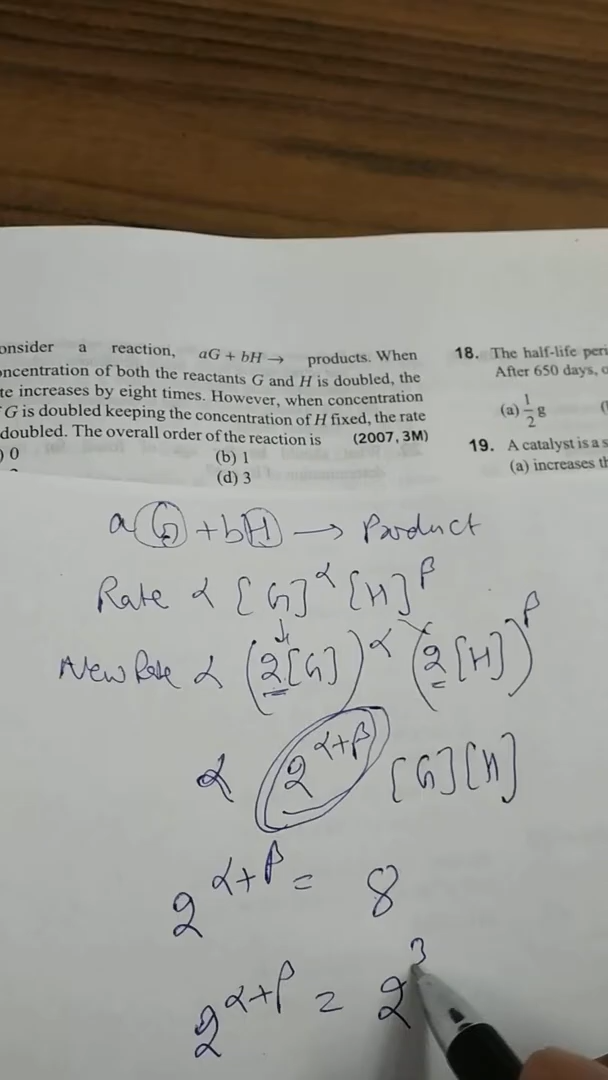 onsider a reaction, aG + bH → products. When
oncentration of both the reactants G and H is doubled, the
te increases by eight times. However, when concentration
f G is doubled keeping the concentration of H fixed, the rate
doubled. The overall order of the reaction is (2007, 3M)
) 0 (b) 1
(d) 3
18. The half-life peri
After 650 days, o
(a) 1/2 g (
19. A catalyst is a s
(a) increases th
aG + bH → Product
Rate α [G]^α [H]^β
New Rate α (2[G])^α (2[H])^β
α 2^α+β [G][H]
2^α+β = 8
2^α+β = 2^3